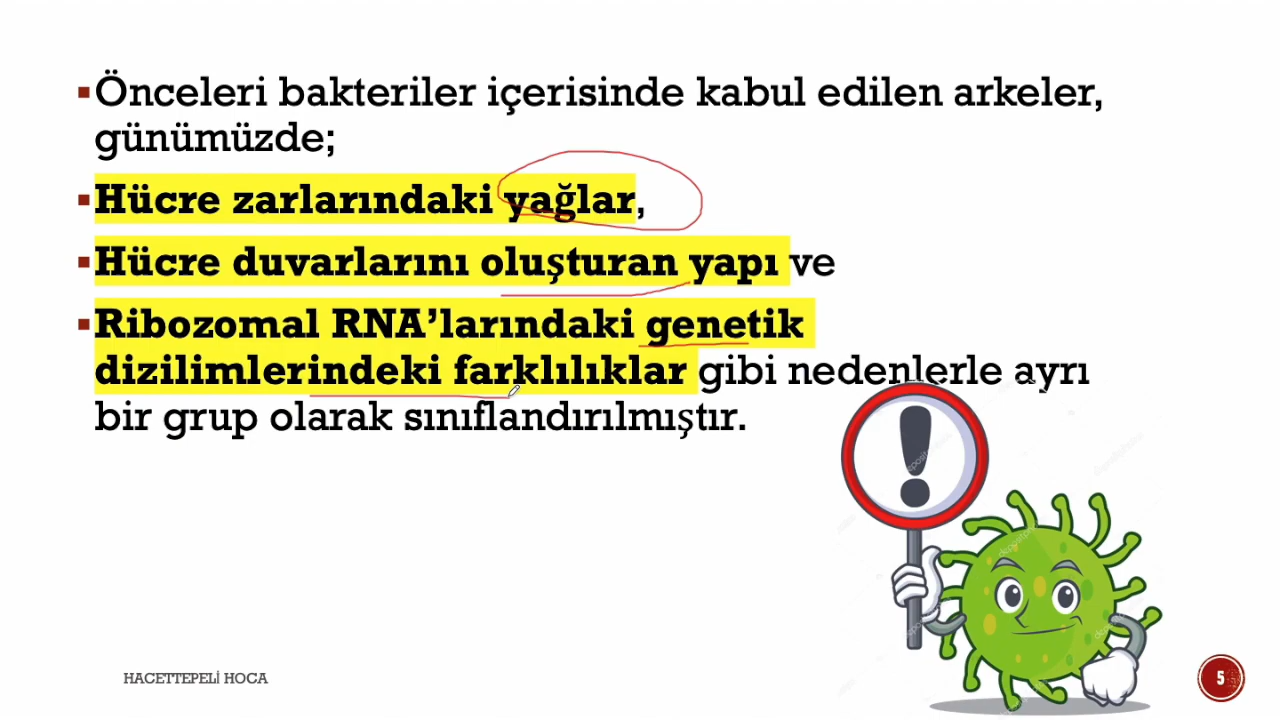 Önceleri bakteriler içerisinde kabul edilen arkeler,
günümüzde;
Hücre zarlarındaki yağlar,
Hücre duvarlarını oluşturan yapı ve
Ribozomal RNA’larındaki genetik
dizilimlerindeki farklılıklar gibi nedenlerle ayrı
bir grup olarak sınıflandırılmıştır.
HACETTEPELİ HOCA
5